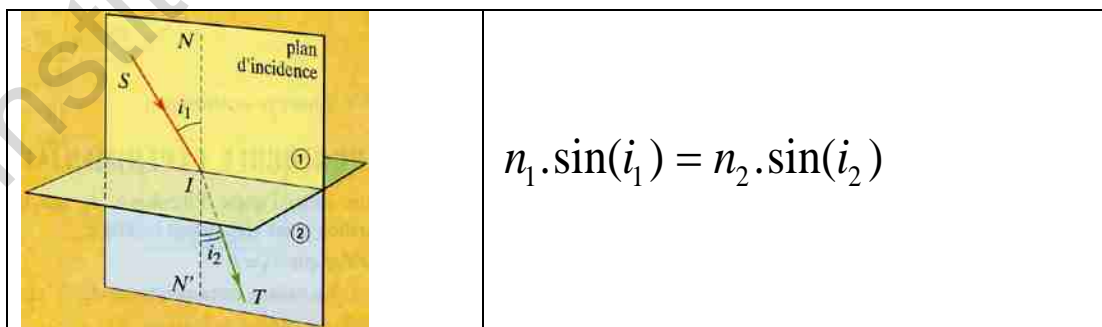 N
plan
d'incidence
S
i₁
①
I
②
i₂
N'
T
n₁.sin(i₁) = n₂.sin(i₂)